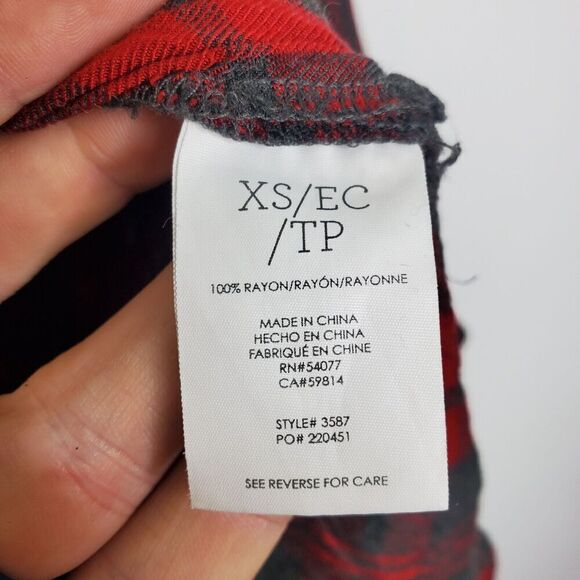 XS/EC
/TP
100% RAYON/RAYÓN/RAYONNE
MADE IN CHINA
HECHO EN CHINA
FABRIQUÉ EN CHINE
RN#54077
CA#59814
STYLE# 3587
PO# 220451
SEE REVERSE FOR CARE